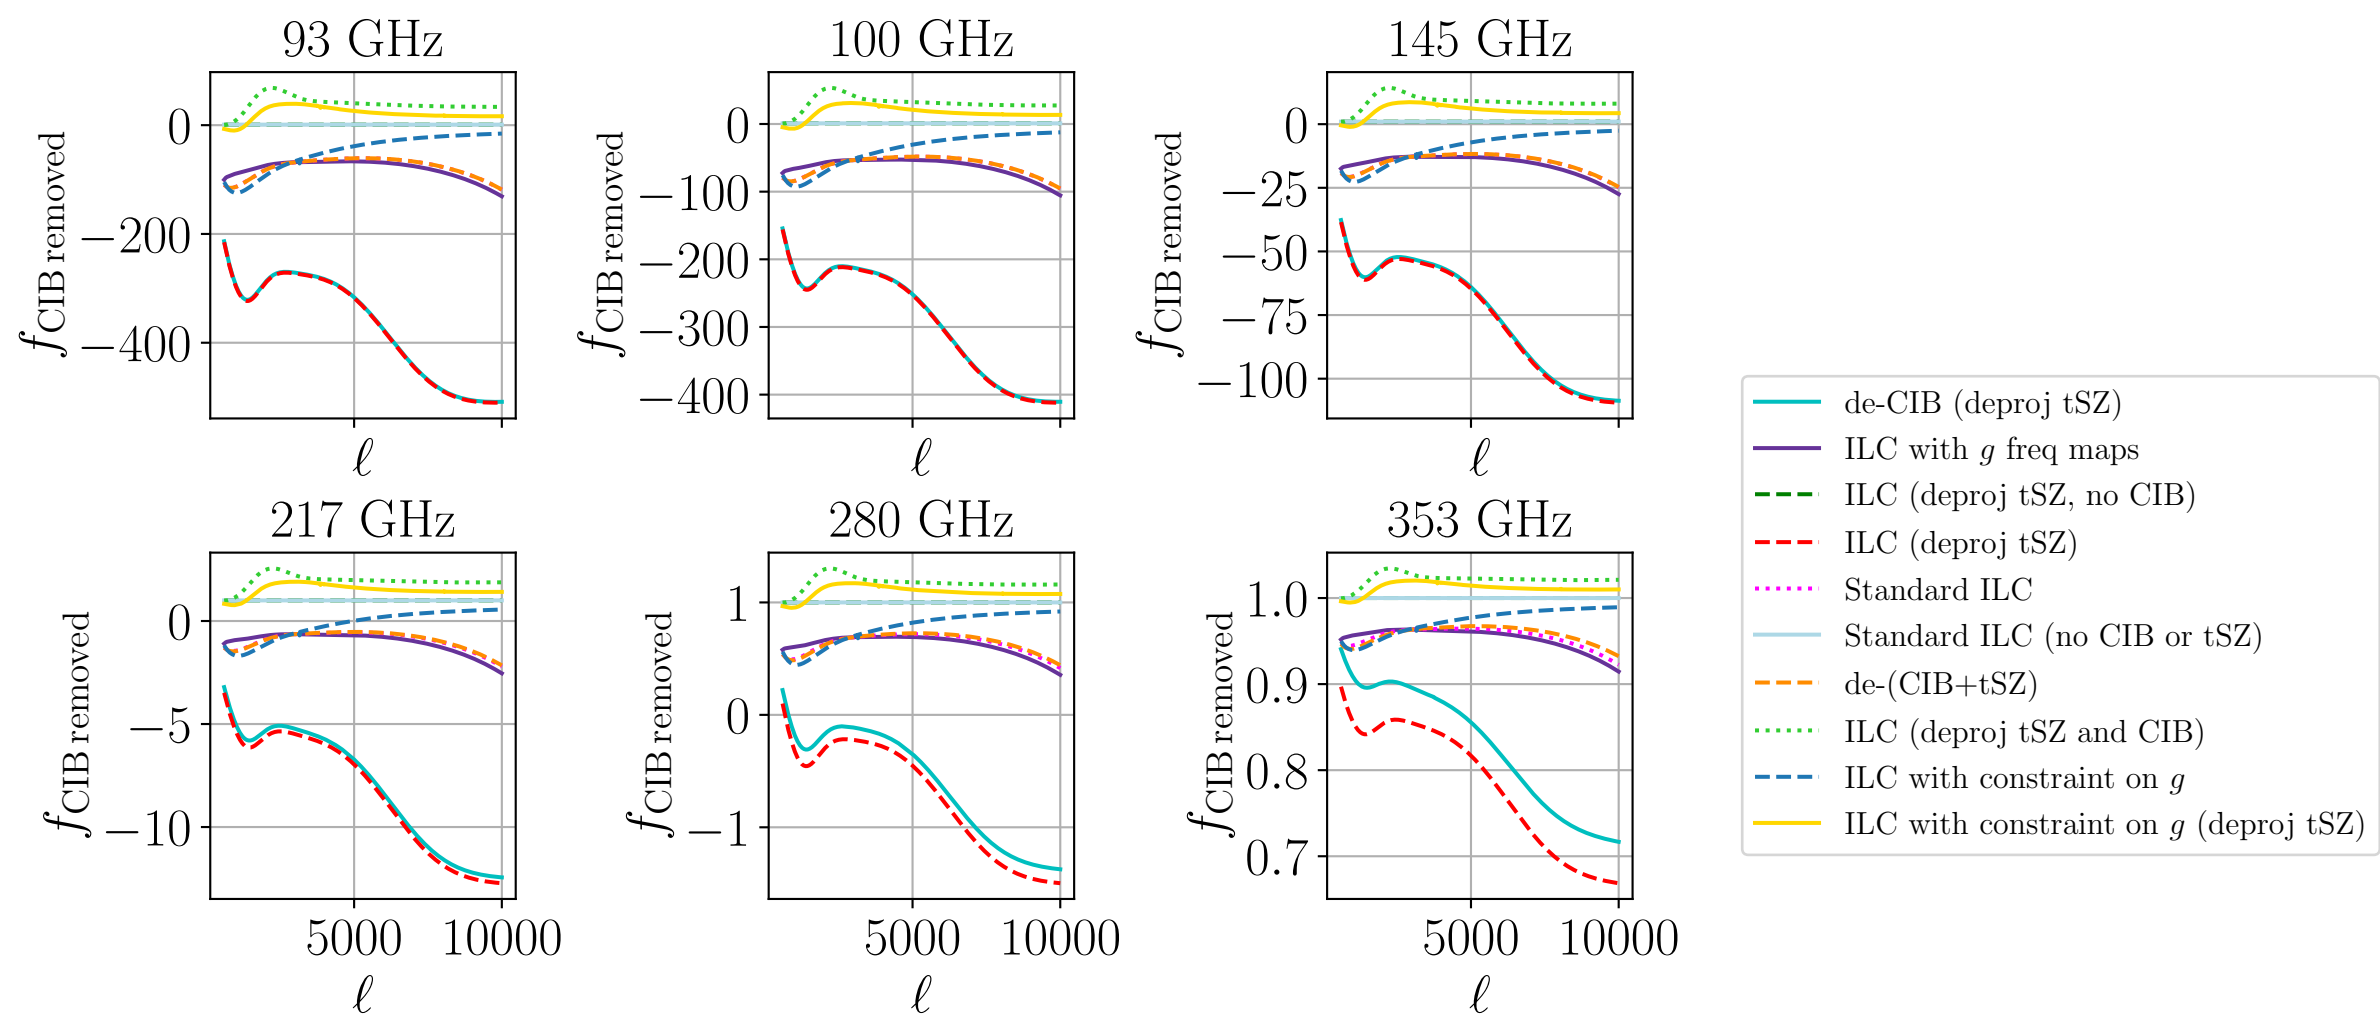 93 GHz
100 GHz
145 GHz
f_CIB removed
0
−200
−400
ℓ
f_CIB removed
0
−100
−200
−300
−400
ℓ
f_CIB removed
0
−25
−50
−75
−100
ℓ
217 GHz
280 GHz
353 GHz
f_CIB removed
0
−5
−10
5000 10000
ℓ
f_CIB removed
1
0
−1
5000 10000
ℓ
f_CIB removed
1.0
0.9
0.8
0.7
5000 10000
ℓ
de-CIB (deproj tSZ)
ILC with g freq maps
ILC (deproj tSZ, no CIB)
ILC (deproj tSZ)
Standard ILC
Standard ILC (no CIB or tSZ)
de-(CIB+tSZ)
ILC (deproj tSZ and CIB)
ILC with constraint on g
ILC with constraint on g (deproj tSZ)